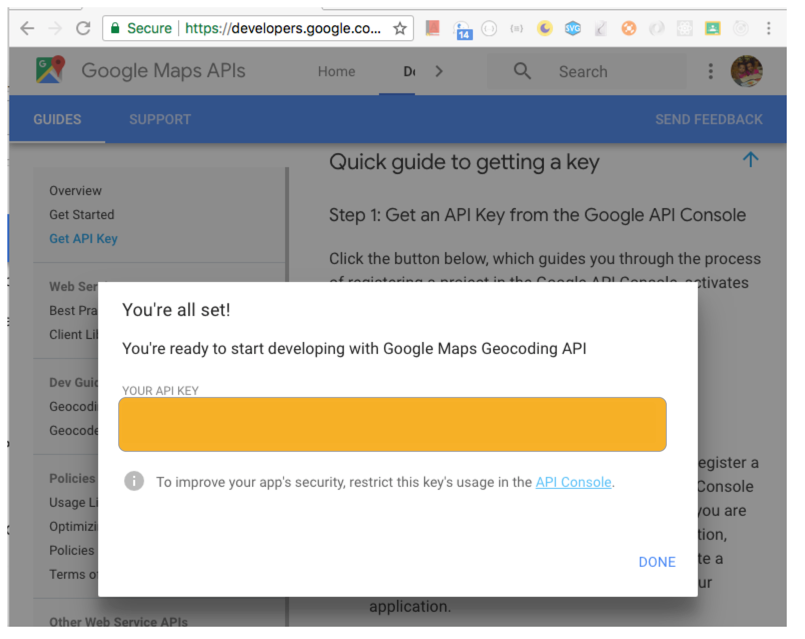 Secure | https://developers.google.co...
14
Google Maps APIs Home Search
GUIDES SUPPORT SEND FEEDBACK
Quick guide to getting a key
Overview
Get Started
Get API Key
Step 1: Get an API Key from the Google API Console
Click the button below, which guides you through the process
of registering a project in the Google API Console, activates
Web Ser
Best Pra
Client Lil
Dev Guid
Geocodi
Geocode
Policies
Usage Li
Optimizi
Policies
Terms o
Other Web Service APIs
You're all set!
You're ready to start developing with Google Maps Geocoding API
YOUR API KEY
To improve your app's security, restrict this key's usage in the API Console.
DONE
egister a
Console
you are
tion,
te a
ur
application.